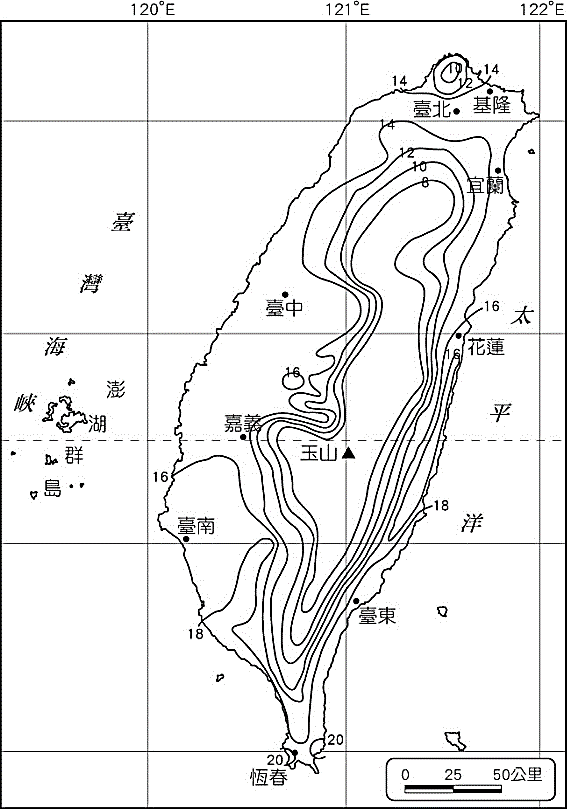 120°E 121°E 122°E
10
14 12 14
臺北 基隆
14
12
10
8
宜蘭
臺
灣
海
峽
臺中
16
太
平
洋
花蓮
16
16
澎
湖
群
島
嘉義
玉山
16
18
臺南
臺東
18
20
20
恆春
0 25 50公里